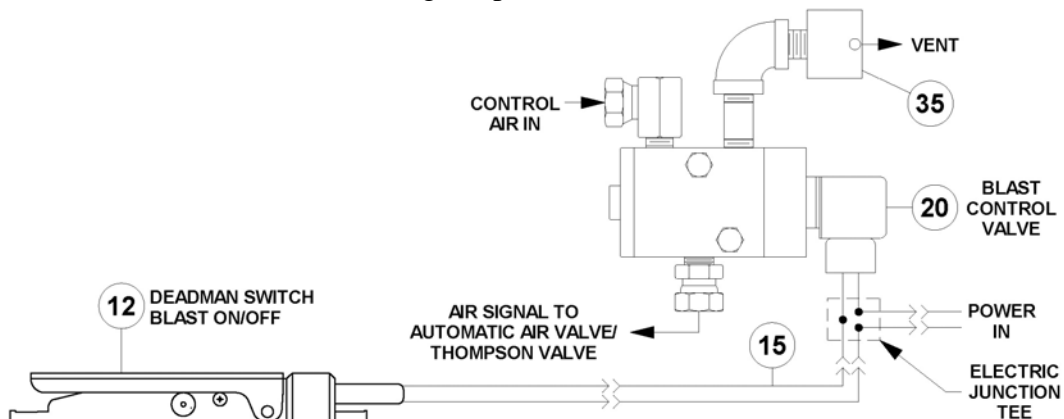 VENT
35
CONTROL
AIR IN
20
BLAST
CONTROL
VALVE
12
DEADMAN SWITCH
BLAST ON/OFF
AIR SIGNAL TO
AUTOMATIC AIR VALVE/
THOMPSON VALVE
15
POWER
IN
ELECTRIC
JUNCTION
TEE